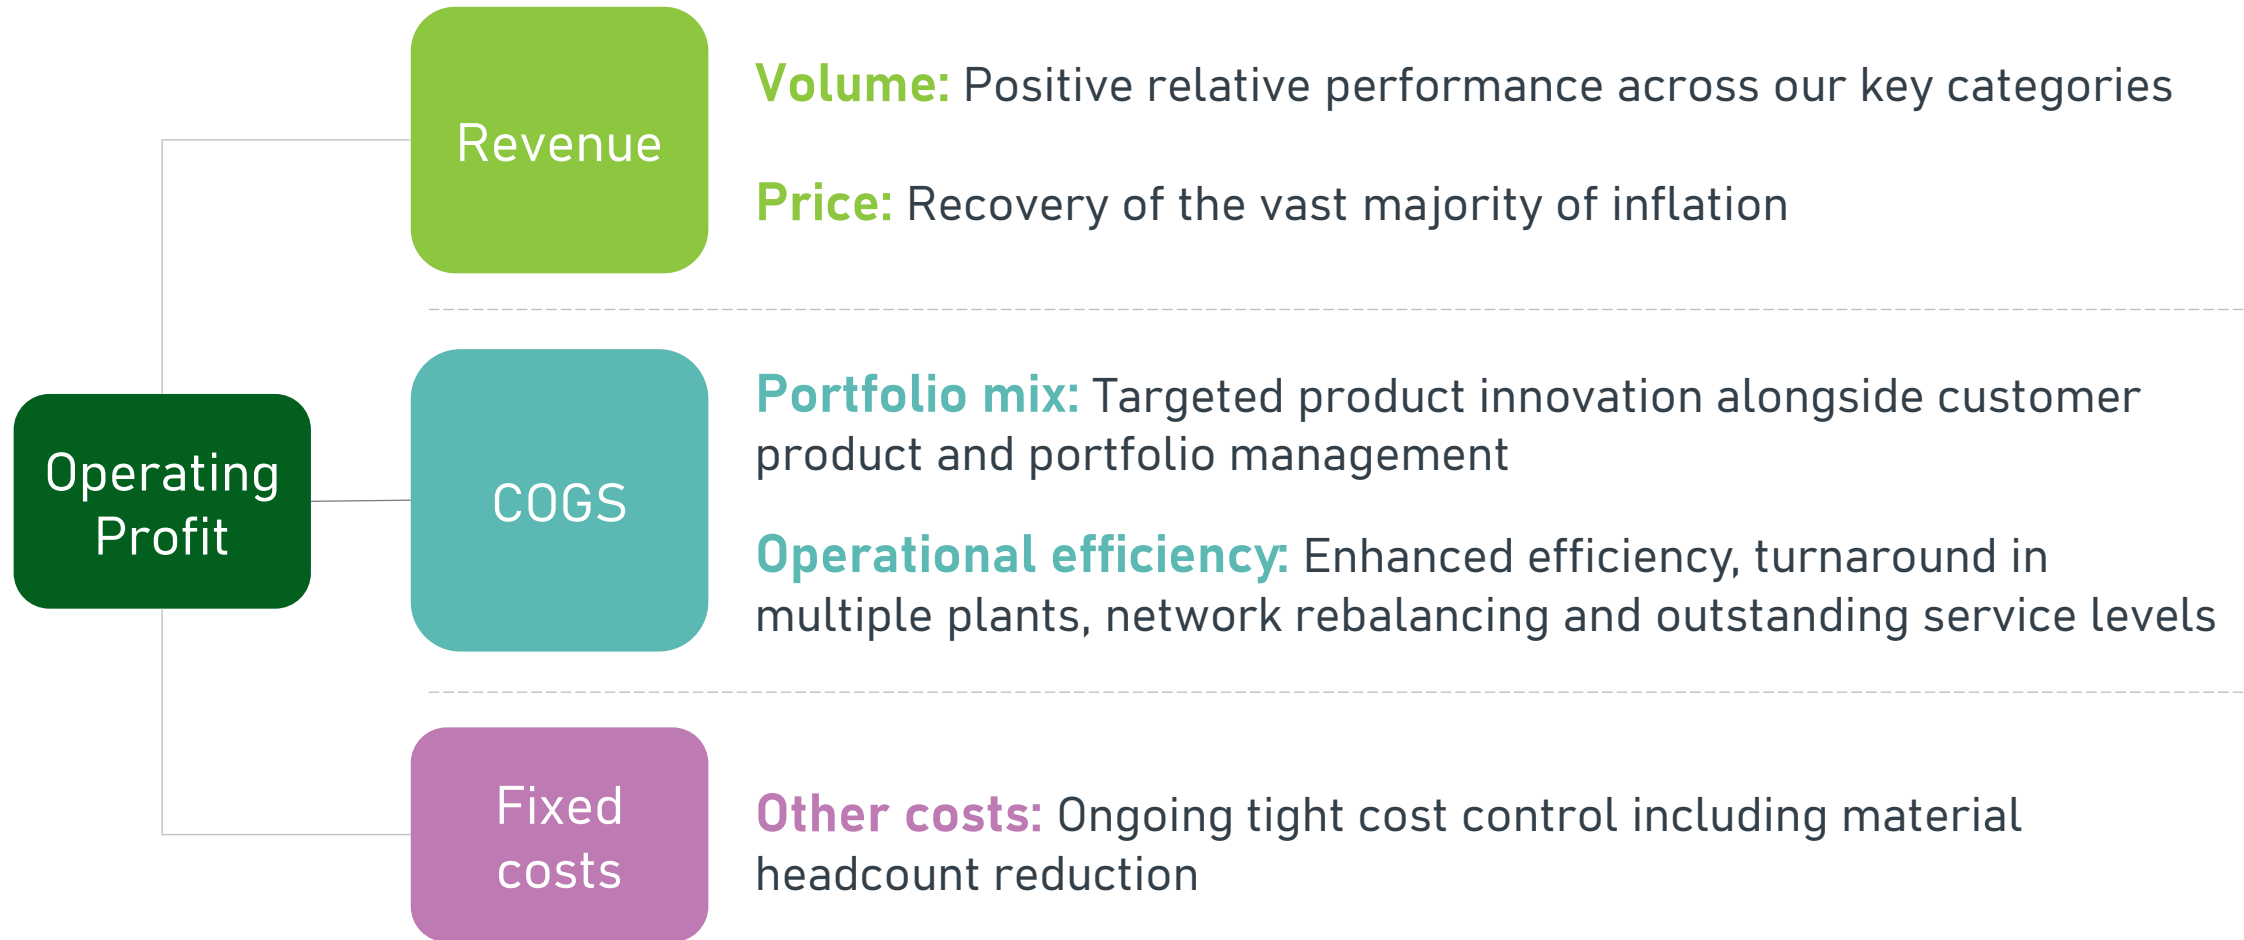 Revenue
Volume: Positive relative performance across our key categories
Price: Recovery of the vast majority of inflation
Operating
Profit
COGS
Portfolio mix: Targeted product innovation alongside customer
product and portfolio management
Operational efficiency: Enhanced efficiency, turnaround in
multiple plants, network rebalancing and outstanding service levels
Fixed
costs
Other costs: Ongoing tight cost control including material
headcount reduction